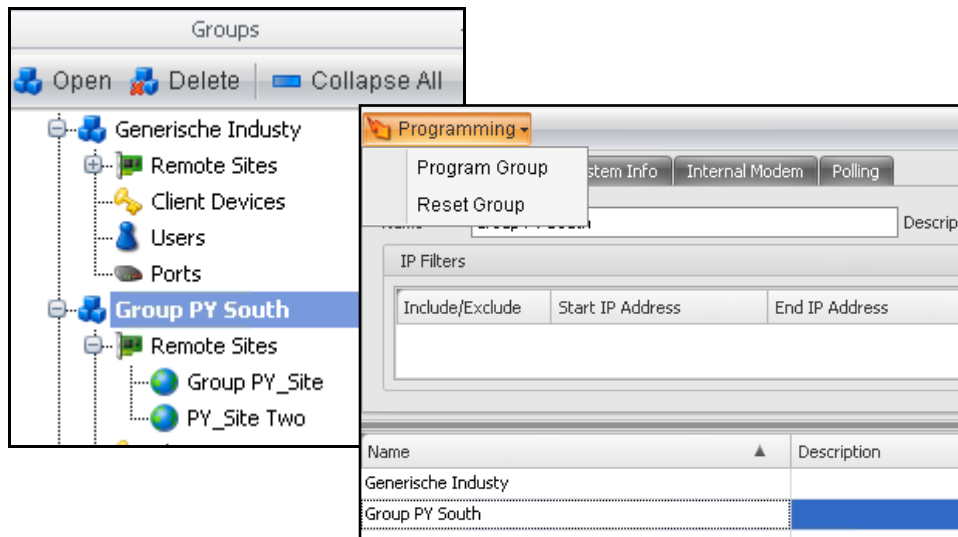 Groups
Open Delete Collapse All
Generische Industy
Remote Sites
Client Devices
Users
Ports
Group PY South
Remote Sites
Group PY_Site
PY_Site Two
Programming
Program Group
Reset Group
stem Info Internal Modem Polling
Descrip
IP Filters
Include/Exclude Start IP Address End IP Address
Name Description
Generische Industy
Group PY South